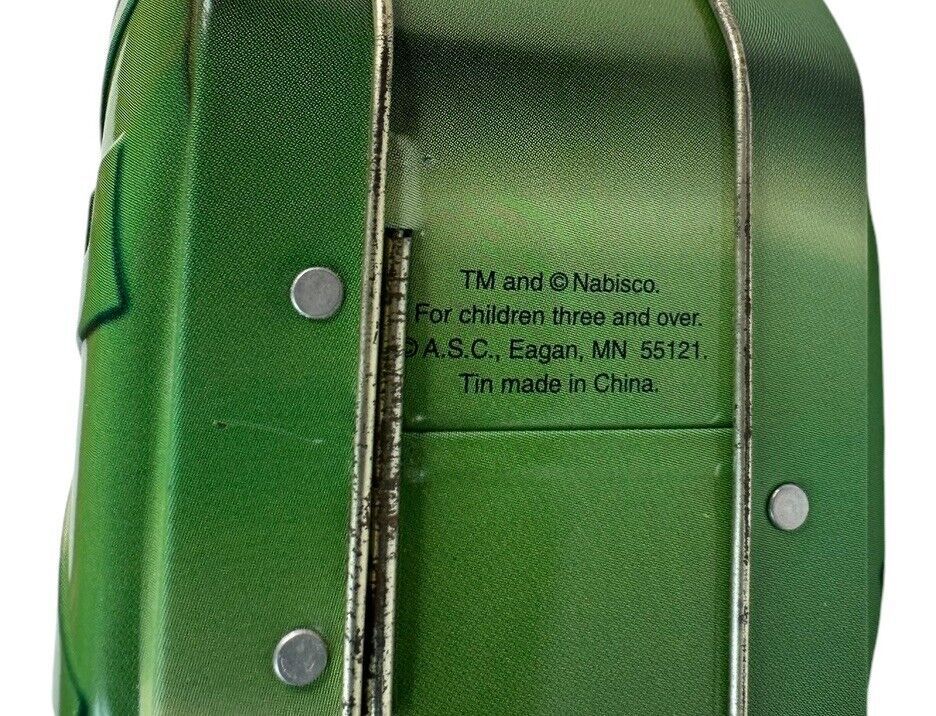 TM and © Nabisco.
For children three and over.
© A.S.C., Eagan, MN 55121.
Tin made in China.